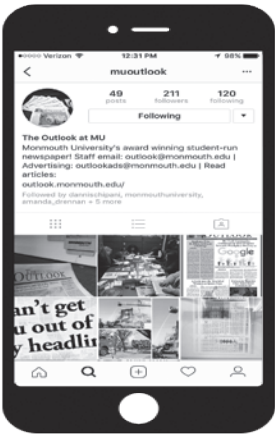 Verizon 12:31 PM 98%
muoutlook
49 211 120
posts followers following
Following
The Outlook at MU
Monmouth University's award winning student-run
newspaper! Staff email: outlook@monmouth.edu |
Advertising: outlookads@monmouth.edu | Read
articles:
outlook.monmouth.edu/
Followed by dannischipani, monmouthuniversity,
amanda_drennan + 5 more
OUTLOOK
Google
an't get
u out of
y headlin